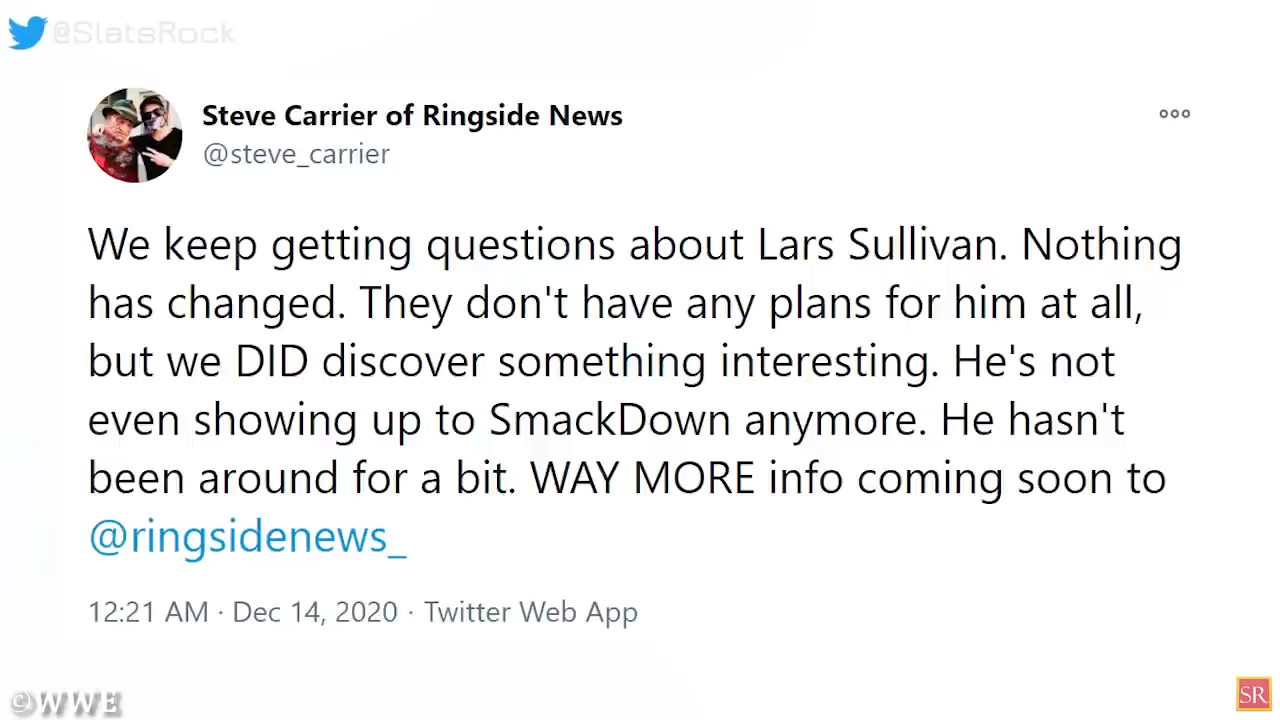 @SlatsRock
Steve Carrier of Ringside News
@steve_carrier
We keep getting questions about Lars Sullivan. Nothing
has changed. They don't have any plans for him at all,
but we DID discover something interesting. He's not
even showing up to SmackDown anymore. He hasn't
been around for a bit. WAY MORE info coming soon to
@ringsidenews_
12:21 AM · Dec 14, 2020 · Twitter Web App
©WWE
SR